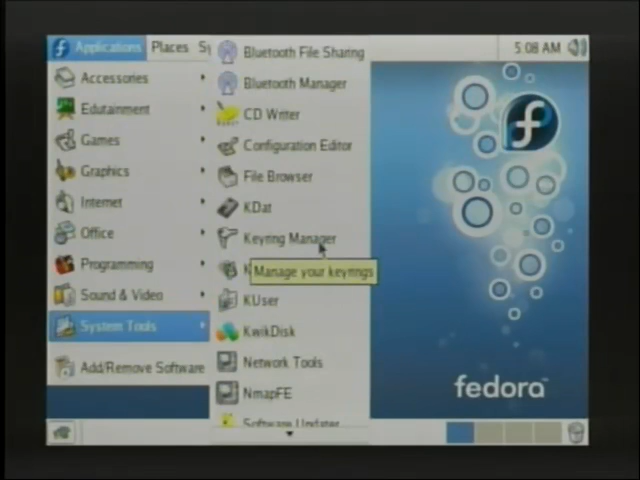 Applications Places
5:08 AM
Accessories
Edutainment
Games
Graphics
Internet
Office
Programming
Sound & Video
System Tools
Add/Remove Software
Bluetooth File Sharing
Bluetooth Manager
CD Writer
Configuration Editor
File Browser
KDat
Keyring Manager
Manage your keyrings
KUser
KwikDisk
Network Tools
NmapFE
Software Updater
fedora